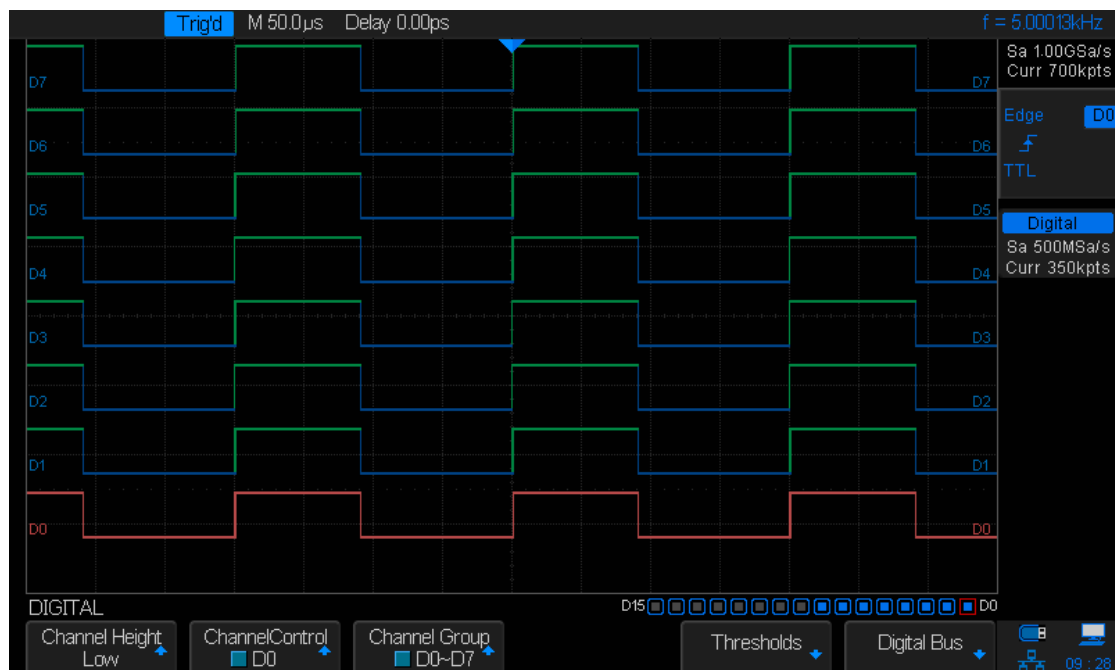 Trig'd M 50.0µs Delay 0.00ps f = 5.00013kHz
Sa 1.00GSa/s
Curr 700kpts
D7 D7
Edge D0
D6 D6
TTL
D5 D5
Digital
Sa 500MSa/s
Curr 350kpts
D4 D4
D3 D3
D2 D2
D1 D1
D0 D0
DIGITAL D15 D0
Channel Height ChannelControl Channel Group Thresholds Digital Bus
Low D0 D0~D7
09:26